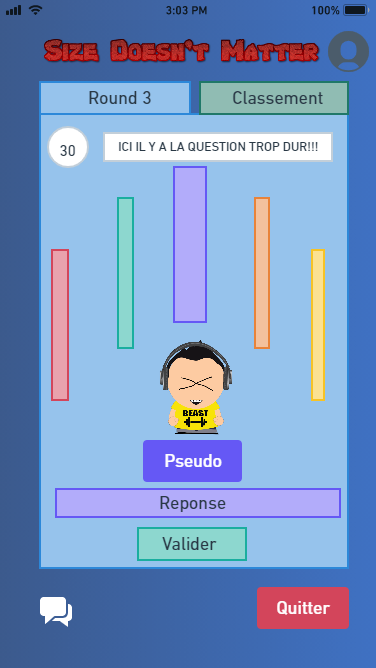 3:03 PM
100%
Size Doesn't Matter
Round 3
Classement
30
ICI IL Y A LA QUESTION TROP DUR!!!
BEAST
Pseudo
Reponse
Valider
Quitter